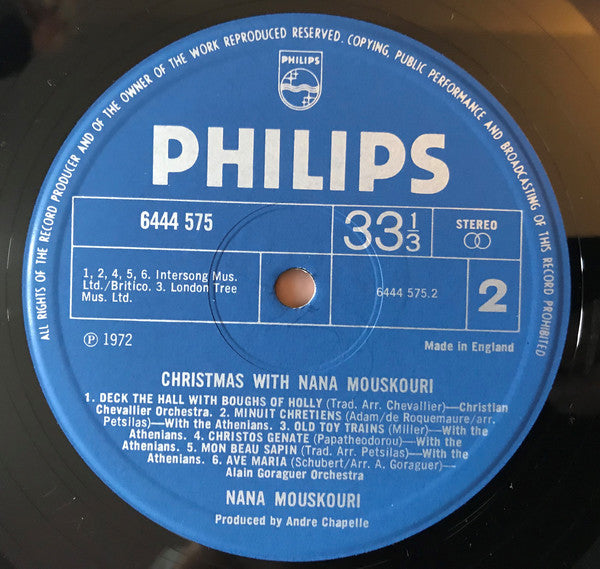 ALL RIGHTS OF THE RECORD PRODUCER AND OF THE OWNER OF THE WORK REPRODUCED RESERVED. COPYING, PUBLIC PERFORMANCE AND BROADCASTING OF THIS RECORD PROHIBITED
PHILIPS
PHILIPS
6444 575
33 1/3
STEREO
1, 2, 4, 5, 6. Intersong Mus.
Ltd./Britico. 3. London Tree
Mus. Ltd.
6444 575.2
2
℗ 1972
Made in England
CHRISTMAS WITH NANA MOUSKOURI
1. DECK THE HALL WITH BOUGHS OF HOLLY (Trad. Arr. Chevallier)—Christian
Chevallier Orchestra. 2. MINUIT CHRETIENS (Adam/de Roquemaure/arr.
Petsilas)—With the Athenians. 3. OLD TOY TRAINS (Miller)—With the
Athenians. 4. CHRISTOS GENATE (Papatheodorou)—With the
Athenians. 5. MON BEAU SAPIN (Trad. Arr. Petsilas)—With the
Athenians. 6. AVE MARIA (Schubert/Arr. A. Goraguer)—
Alain Goraguer Orchestra
NANA MOUSKOURI
Produced by Andre Chapelle